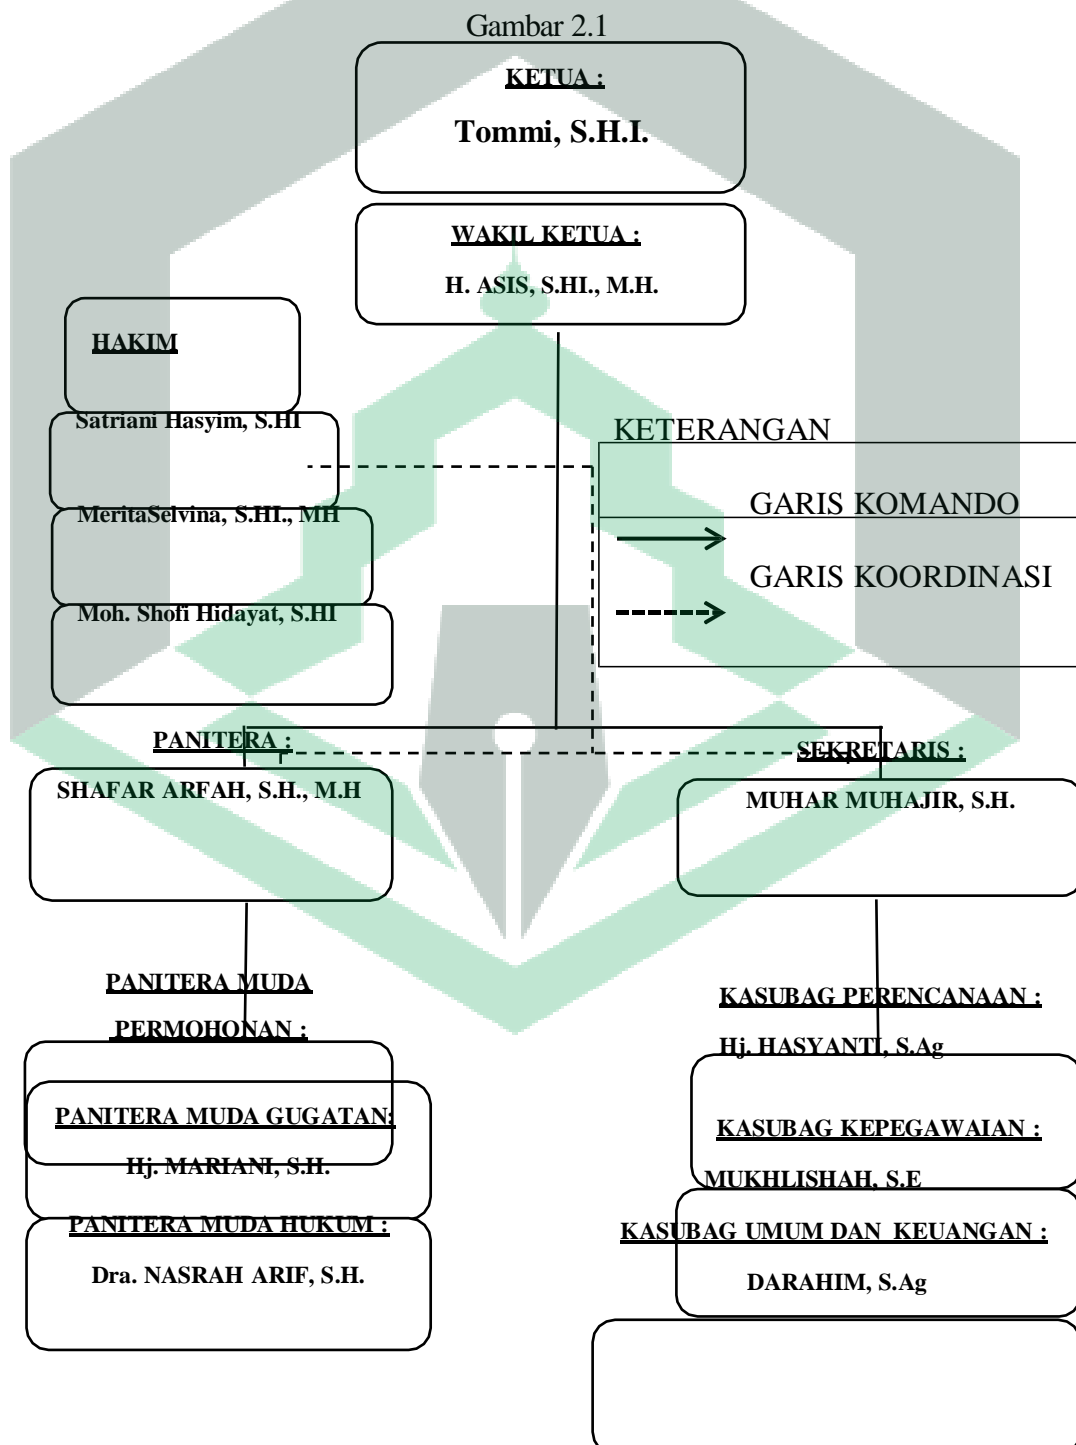 Gambar 2.1
KETUA :
Tommi, S.H.I.
WAKIL KETUA :
H. ASIS, S.HI., M.H.
HAKIM
Satriani Hasyim, S.HI
MeritaSelvina, S.HI., MH
Moh. Shofi Hidayat, S.HI
KETERANGAN
GARIS KOMANDO
GARIS KOORDINASI
PANITERA :
SHAFAR ARFAH, S.H., M.H
SEKRETARIS :
MUHAR MUHAJIR, S.H.
PANITERA MUDA
PERMOHONAN :
PANITERA MUDA GUGATAN:
Hj. MARIANI, S.H.
PANITERA MUDA HUKUM :
Dra. NASRAH ARIF, S.H.
KASUBAG PERENCANAAN :
Hj. HASYANTI, S.Ag
KASUBAG KEPEGAWAIAN :
MUKHLISHAH, S.E
KASUBAG UMUM DAN KEUANGAN :
DARAHIM, S.Ag